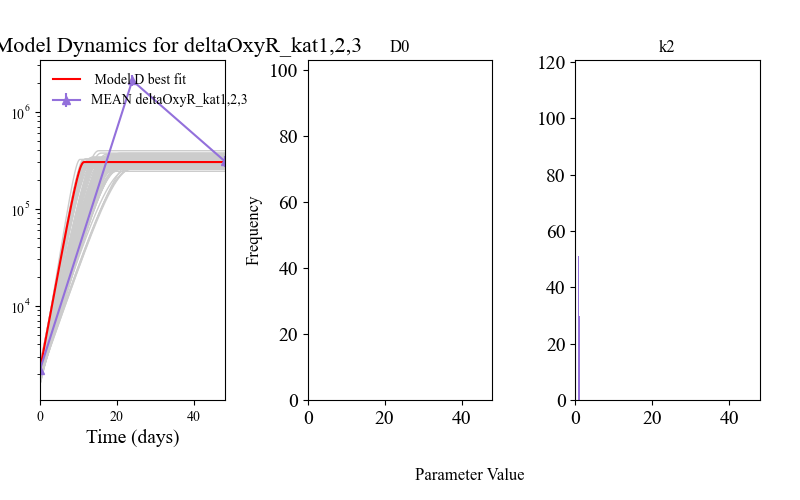 Model Dynamics for deltaOxyR_kat1,2,3
Model D best fit
MEAN deltaOxyR_kat1,2,3
10^6
10^5
10^4
0 20 40
Time (days)
D0
Frequency
100
80
60
40
20
0
0 20 40
k2
120
100
80
60
40
20
0
0 20 40
Parameter Value